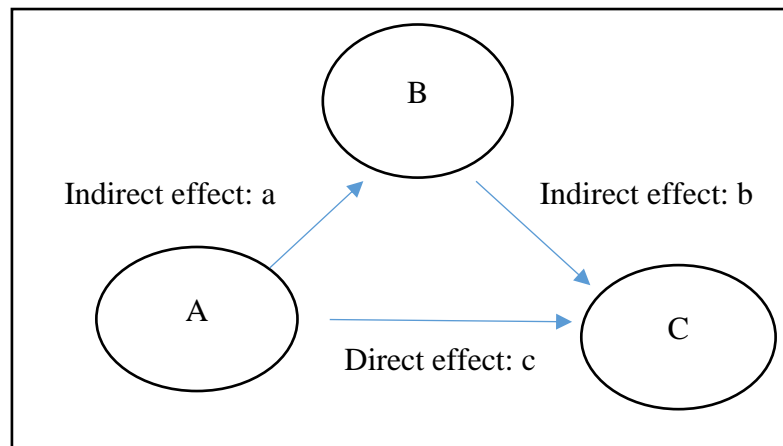 B
Indirect effect: a
Indirect effect: b
A
C
Direct effect: c